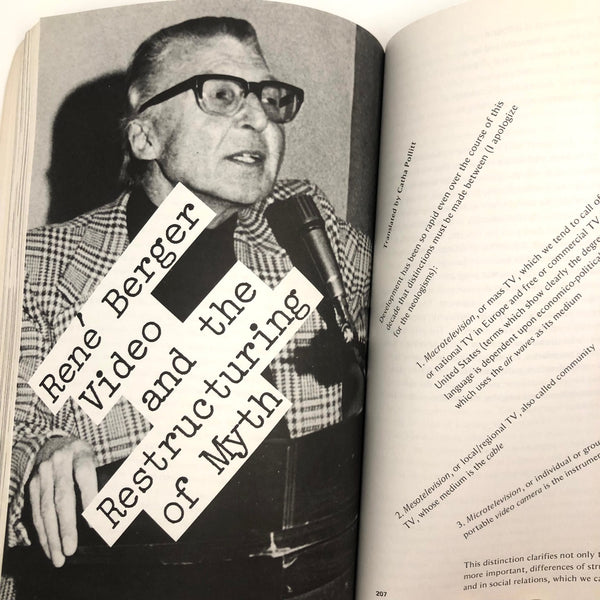 René Berger
Video
and the
Restructuring
of Myth
Translated by Catha Pollitt
Development has been so rapid even over the course of this
decade that distinctions must be made between (I apologize
for the neologisms):
1. Macrotelevision, or mass TV, which we tend to call of
or national TV in Europe and free or commercial TV
United States (terms which show clearly the degre
language is dependent upon economico-political
which uses the air waves as its medium
2. Mesotelevision, or local/regional TV, also called community
TV, whose medium is the cable
3. Microtelevision, or individual or grou
portable video camera is the instrumen
This distinction clarifies not only t
more important, differences of str
and in social relations, which we ca
207